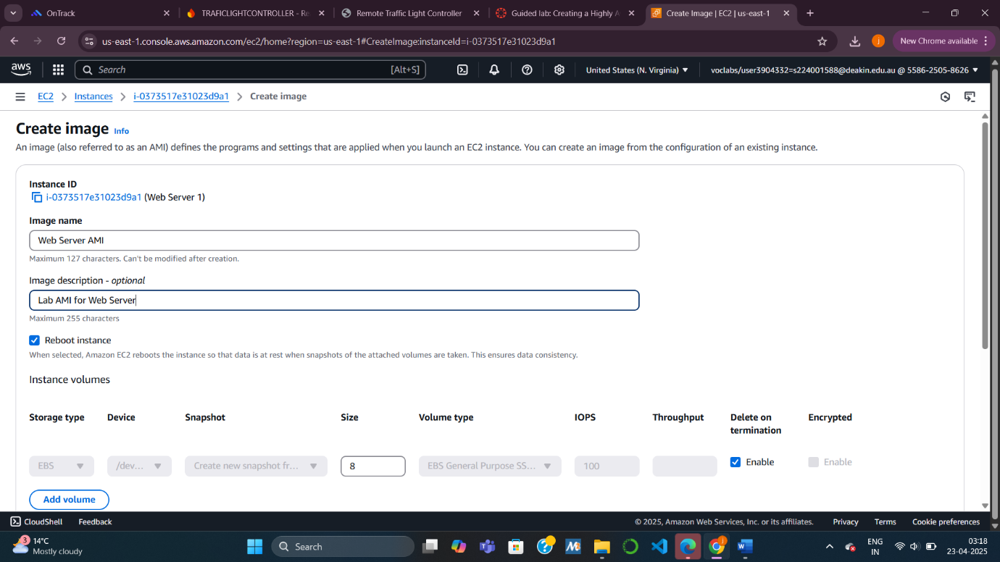 OnTrack
TRAFICLIGHTCONTROLLER - Re
Remote Traffic Light Controller
Guided lab: Creating a Highly A
Create Image | EC2 | us-east-1
us-east-1.console.aws.amazon.com/ec2/home?region=us-east-1#CreateImage:instanceId=i-0373517e31023d9a1
j
New Chrome available
aws
Search
[Alt+S]
United States (N. Virginia)
voclabs/user3904332=s224001588@deakin.edu.au @ 5586-2505-8626
EC2 > Instances > i-0373517e31023d9a1 > Create image
Create image Info
An image (also referred to as an AMI) defines the programs and settings that are applied when you launch an EC2 instance. You can create an image from the configuration of an existing instance.
Instance ID
i-0373517e31023d9a1 (Web Server 1)
Image name
Web Server AMI
Maximum 127 characters. Can't be modified after creation.
Image description - optional
Lab AMI for Web Server
Maximum 255 characters
Reboot instance
When selected, Amazon EC2 reboots the instance so that data is at rest when snapshots of the attached volumes are taken. This ensures data consistency.
Instance volumes
Storage type Device Snapshot Size Volume type IOPS Throughput Delete on termination Encrypted
EBS /dev... Create new snapshot fr... 8 EBS General Purpose SS... 100 Enable Enable
Add volume
CloudShell Feedback © 2025, Amazon Web Services, Inc. or its affiliates. Privacy Terms Cookie preferences
3
14°C
Mostly cloudy
Search
ENG
IN
03:18
23-04-2025